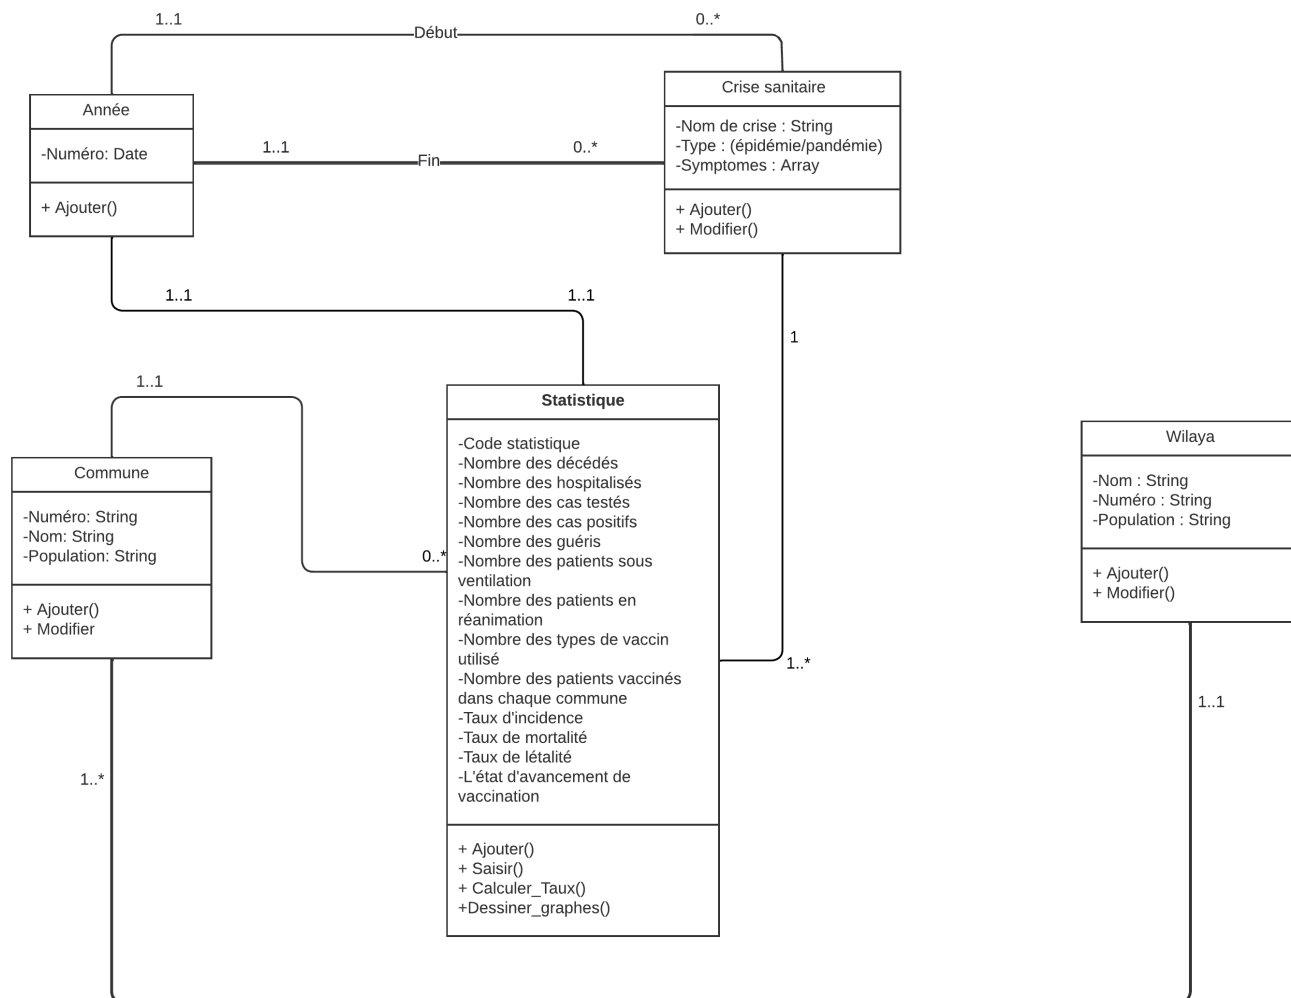 1..1
0..*
Début
Année
-Numéro: Date
+ Ajouter()
1..1
Fin
0..*
Crise sanitaire
-Nom de crise : String
-Type : (épidémie/pandémie)
-Symptomes : Array
+ Ajouter()
+ Modifier()
1..1
1..1
1
1..1
Commune
-Numéro: String
-Nom: String
-Population: String
+ Ajouter()
+ Modifier
0..*
Statistique
-Code statistique
-Nombre des décédés
-Nombre des hospitalisés
-Nombre des cas testés
-Nombre des cas positifs
-Nombre des guéris
-Nombre des patients sous
ventilation
-Nombre des patients en
réanimation
-Nombre des types de vaccin
utilisé
-Nombre des patients vaccinés
dans chaque commune
-Taux d'incidence
-Taux de mortalité
-Taux de létalité
-L'état d'avancement de
vaccination
+ Ajouter()
+ Saisir()
+ Calculer_Taux()
+Dessiner_graphes()
1..*
Wilaya
-Nom : String
-Numéro : String
-Population : String
+ Ajouter()
+ Modifier()
1..1
1..*